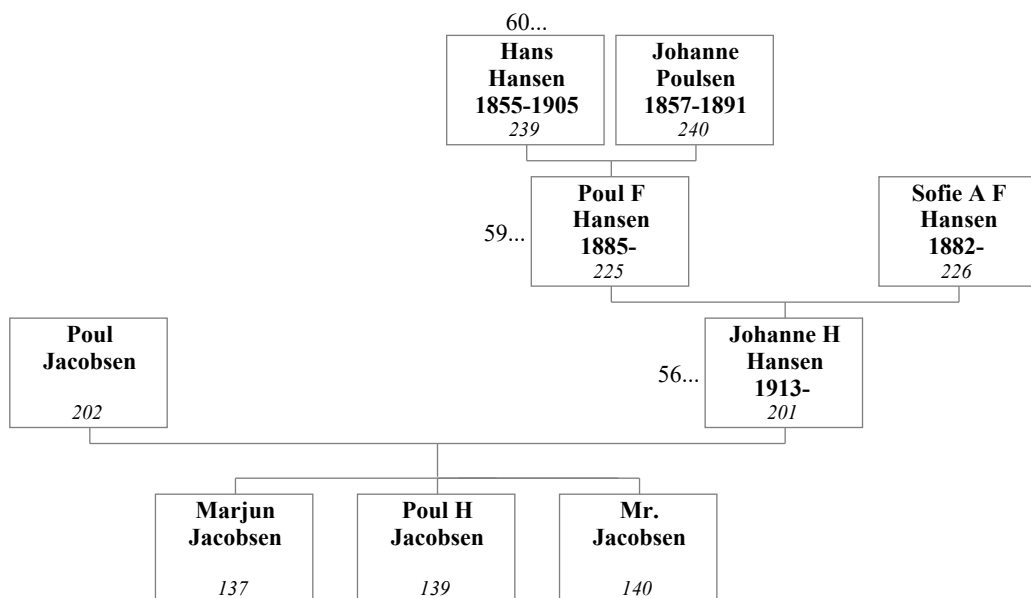 60...
Hans
Hansen
1855-1905
239
Johanne
Poulsen
1857-1891
240
59...
Poul F
Hansen
1885-
225
Sofie A F
Hansen
1882-
226
Poul
Jacobsen
202
56...
Johanne H
Hansen
1913-
201
Marjun
Jacobsen
137
Poul H
Jacobsen
139
Mr.
Jacobsen
140